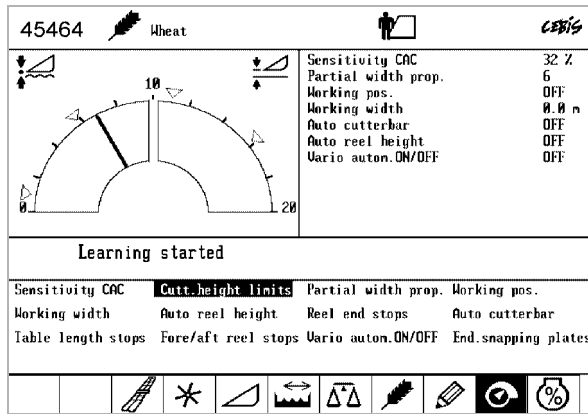 45464 Wheat CEBIS
Sensitivity CAC 32 %
Partial width prop. 6
Working pos. OFF
Working width 0.0 m
Auto cutterbar OFF
Auto reel height OFF
Vario autom.ON/OFF OFF
10
0 20
Learning started
Sensitivity CAC Cutt.height limits Partial width prop. Working pos.
Working width Auto reel height Reel end stops Auto cutterbar
Table length stops Fore/aft reel stops Vario autom.ON/OFF End.snapping plates
%